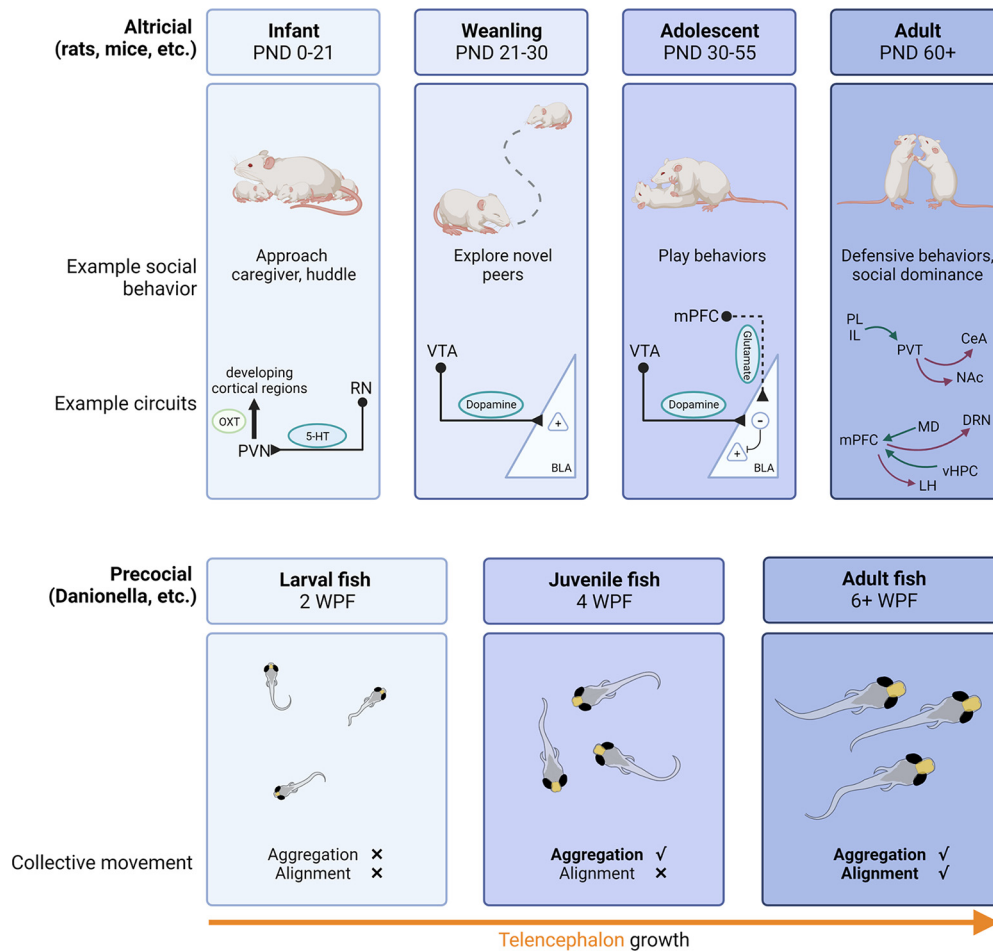 Altricial
(rats, mice, etc.)
Infant
PND 0-21
Weanling
PND 21-30
Adolescent
PND 30-55
Adult
PND 60+
Example social
behavior
Approach
caregiver, huddle
Explore novel
peers
Play behaviors
Defensive behaviors,
social dominance
Example circuits
developing
cortical regions
RN
OXT
5-HT
PVN
VTA
Dopamine
+
BLA
mPFC
Glutamate
VTA
Dopamine
−
+
BLA
PL
IL
PVT
CeA
NAc
MD
DRN
mPFC
vHPC
LH
Precocial
(Danionella, etc.)
Larval fish
2 WPF
Juvenile fish
4 WPF
Adult fish
6+ WPF
Collective movement
Aggregation ×
Alignment ×
Aggregation √
Alignment ×
Aggregation √
Alignment √
Telencephalon growth